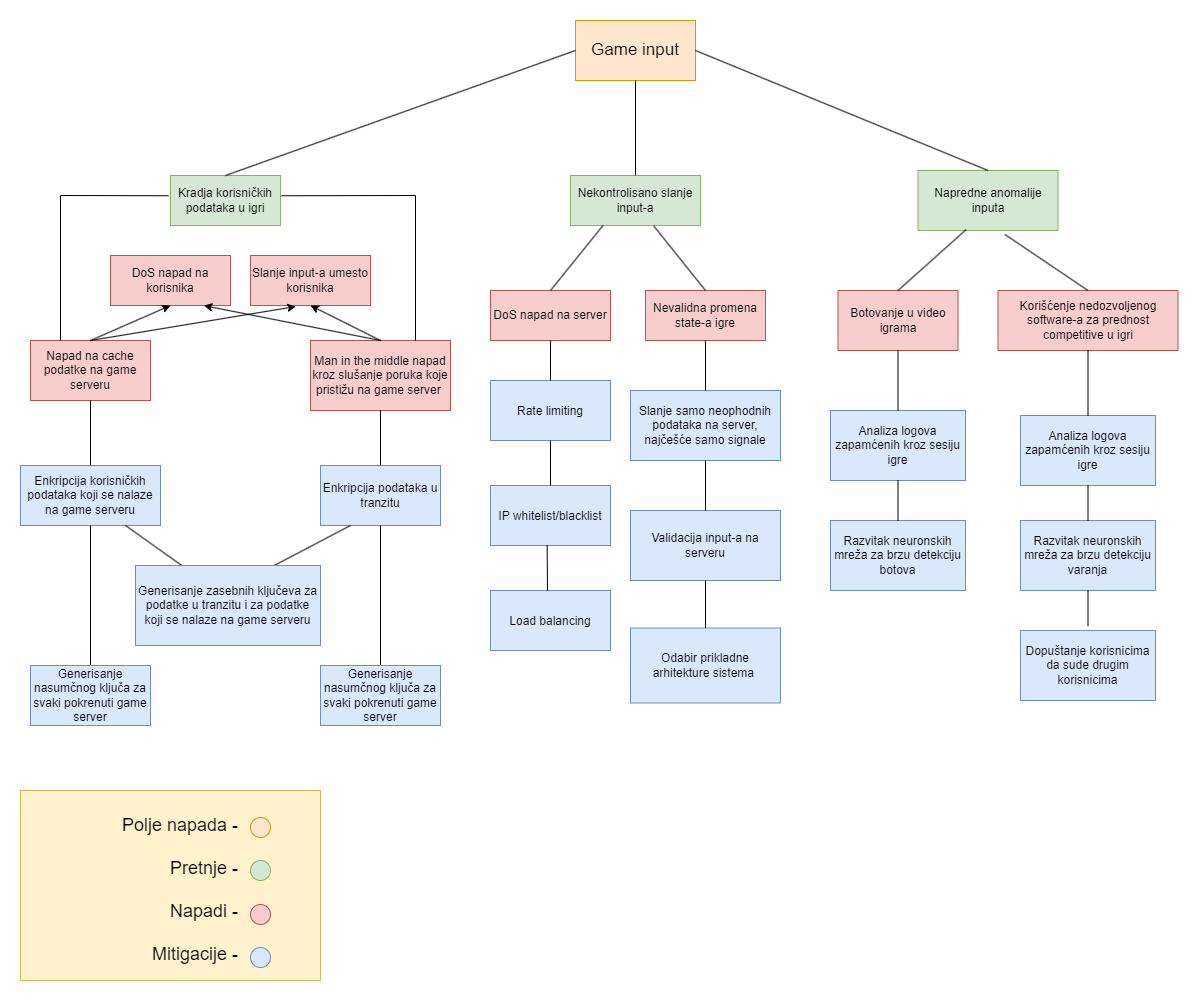 Game input
Kradja korisničkih
podataka u igri
Nekontrolisano slanje
input-a
Napredne anomalije
inputa
DoS napad na
korisnika
Slanje input-a umesto
korisnika
Napad na cache
podatke na game
serveru
Man in the middle napad
kroz slušanje poruka koje
pristižu na game server
DoS napad na server
Nevalidna promena
state-a igre
Botovanje u video
igrama
Korišćenje nedozvoljenog
software-a za prednost
competitive u igri
Enkripcija korisničkih
podataka koji se nalaze
na game serveru
Enkripcija podataka u
tranzitu
Generisanje zasebnih ključeva za
podatke u tranzitu i za podatke
koji se nalaze na game serveru
Generisanje
nasumčnog ključa za
svaki pokrenuti game
server
Generisanje
nasumčnog ključa za
svaki pokrenuti game
server
Rate limiting
IP whitelist/blacklist
Load balancing
Slanje samo neophodnih
podataka na server,
najčešće samo signale
Validacija input-a na
serveru
Odabir prikladne
arhitekture sistema
Analiza logova
zapamćenih kroz sesiju
igre
Razvitak neuronskih
mreža za brzu detekciju
botova
Analiza logova
zapamćenih kroz sesiju
igre
Razvitak neuronskih
mreža za brzu detekciju
varanja
Dopuštanje korisnicima
da sude drugim
korisnicima
Polje napada -
Pretnje -
Napadi -
Mitigacije -